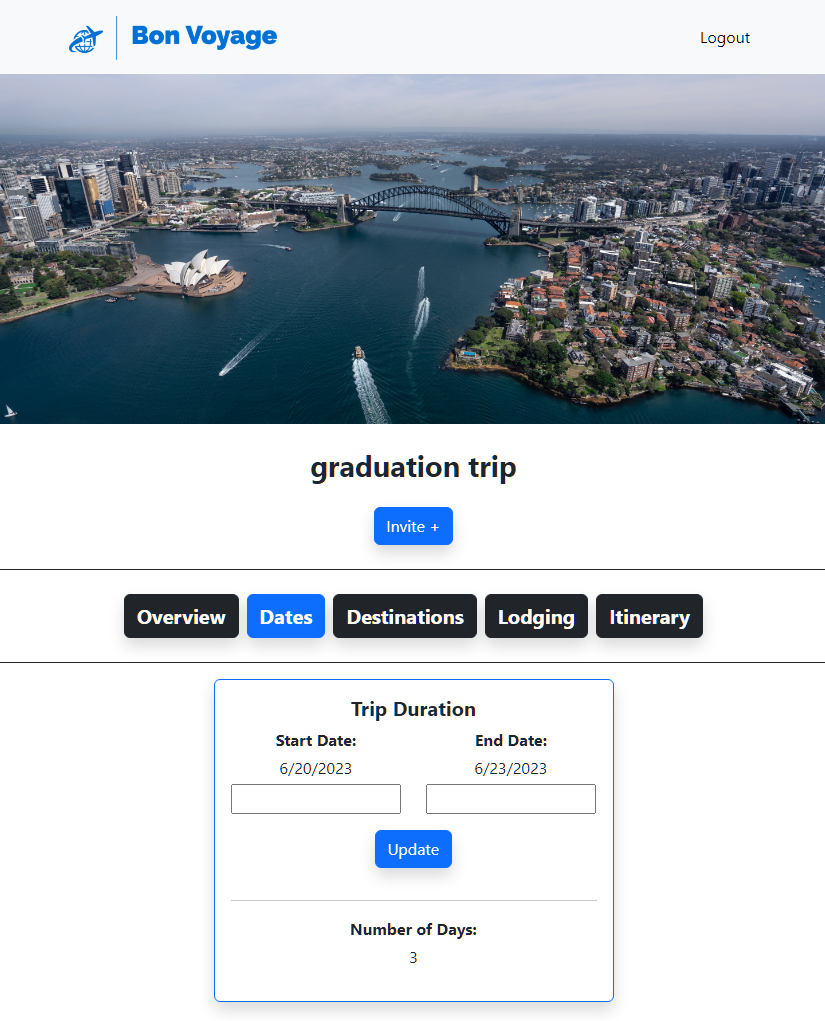 Bon Voyage
Logout
graduation trip
Invite +
Overview Dates Destinations Lodging Itinerary
Trip Duration
Start Date: End Date:
6/20/2023 6/23/2023
Update
Number of Days:
3